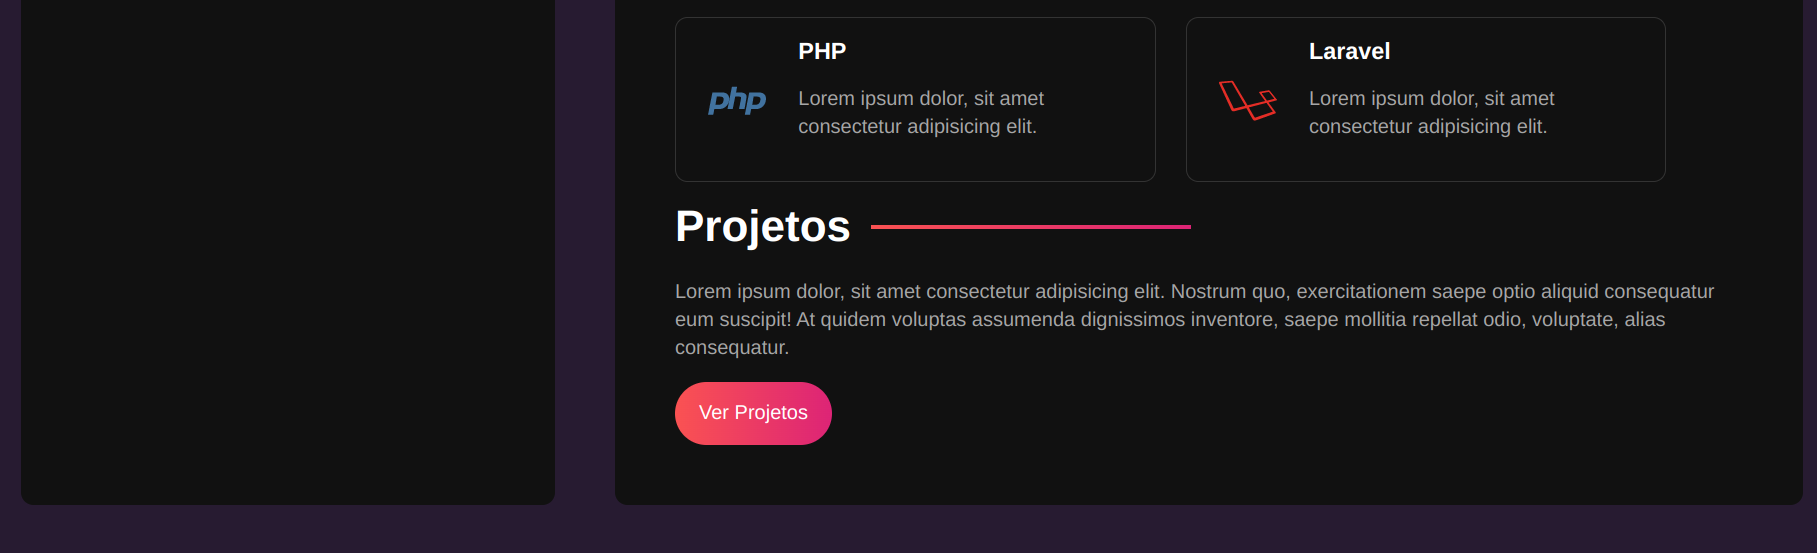 PHP
php
Lorem ipsum dolor, sit amet
consectetur adipisicing elit.
Laravel
Lorem ipsum dolor, sit amet
consectetur adipisicing elit.
Projetos
Lorem ipsum dolor, sit amet consectetur adipisicing elit. Nostrum quo, exercitationem saepe optio aliquid consequatur
eum suscipit! At quidem voluptas assumenda dignissimos inventore, saepe mollitia repellat odio, voluptate, alias
consequatur.
Ver Projetos